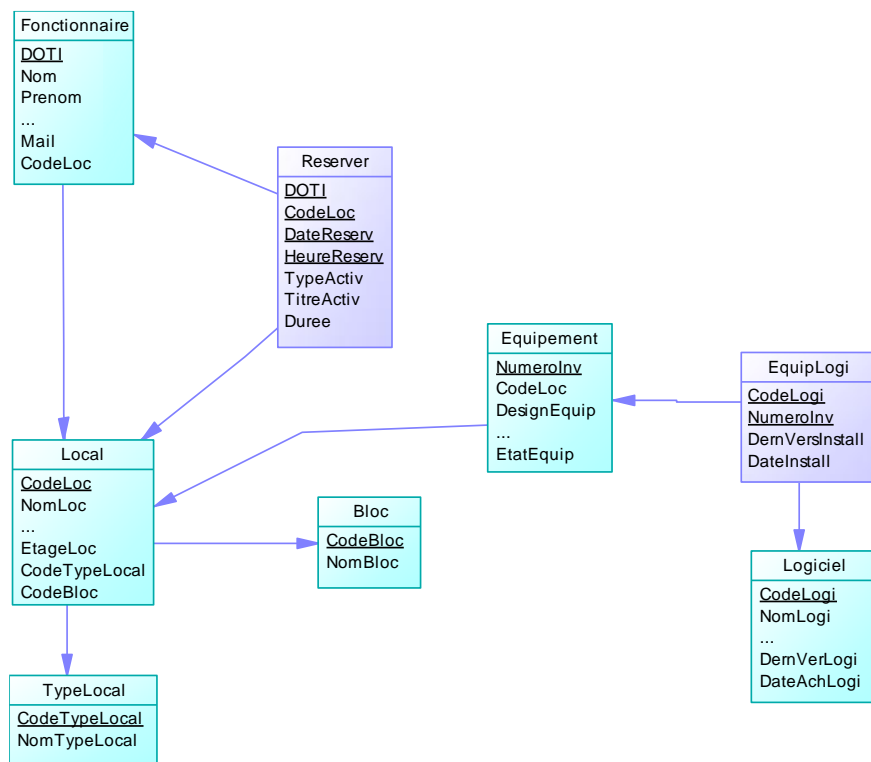 Fonctionnaire
DOTI
Nom
Prenom
...
Mail
CodeLoc
Reserver
DOTI
CodeLoc
DateReserv
HeureReserv
TypeActiv
TitreActiv
Duree
Equipement
NumeroInv
CodeLoc
DesignEquip
...
EtatEquip
EquipLogi
CodeLogi
NumeroInv
DernVersInstall
DateInstall
Local
CodeLoc
NomLoc
...
EtageLoc
CodeTypeLocal
CodeBloc
Bloc
CodeBloc
NomBloc
Logiciel
CodeLogi
NomLogi
...
DernVerLogi
DateAchLogi
TypeLocal
CodeTypeLocal
NomTypeLocal